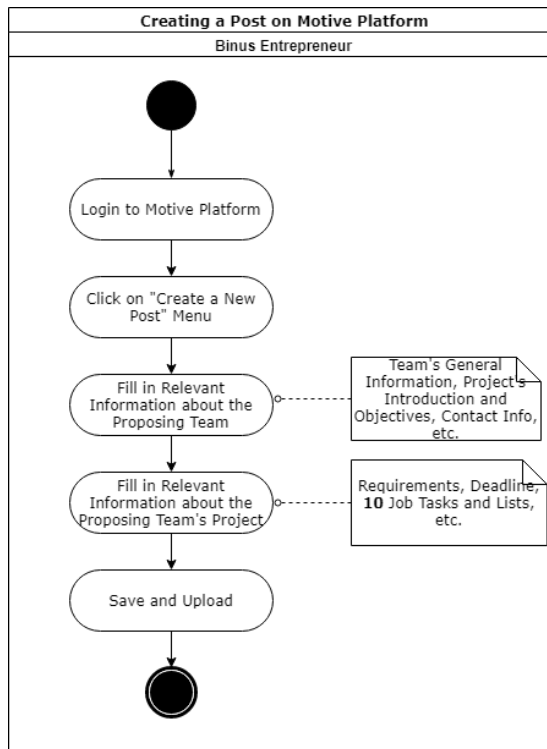 Creating a Post on Motive Platform
Binus Entrepreneur
Login to Motive Platform
Click on "Create a New
Post" Menu
Fill in Relevant
Information about the
Proposing Team
Team's General
Information, Project's
Introduction and
Objectives, Contact Info,
etc.
Fill in Relevant
Information about the
Proposing Team's Project
Requirements, Deadline,
10 Job Tasks and Lists,
etc.
Save and Upload